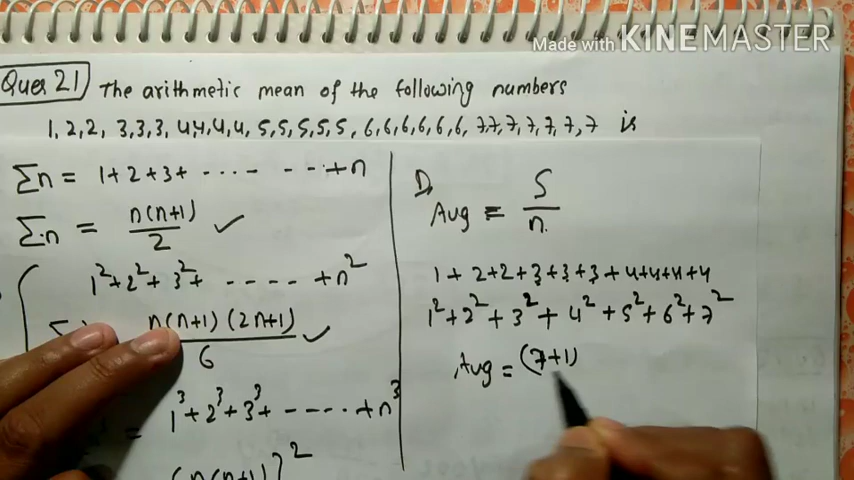 Made with KINEMASTER
Ques 21 The arithmetic mean of the following numbers
1, 2, 2, 3, 3, 3, 4, 4, 4, 4, 5, 5, 5, 5, 5, 6, 6, 6, 6, 6, 6, 7, 7, 7, 7, 7, 7, 7 is
Σn = 1 + 2 + 3 + ---- -- + n
Σn = n(n+1)/2 ✓
1² + 2² + 3² + ----- + n²
n(n+1) (2n+1)/6 ✓
= 1³ + 2³ + 3³ + ---- + n³
(n(n+1)]²
D,
Avg = S/n.
1 + 2+2 + 3+3+3 + 4+4+4+4
1² + 2² + 3² + 4² + 5² + 6² + 7²
Avg = (7+1)